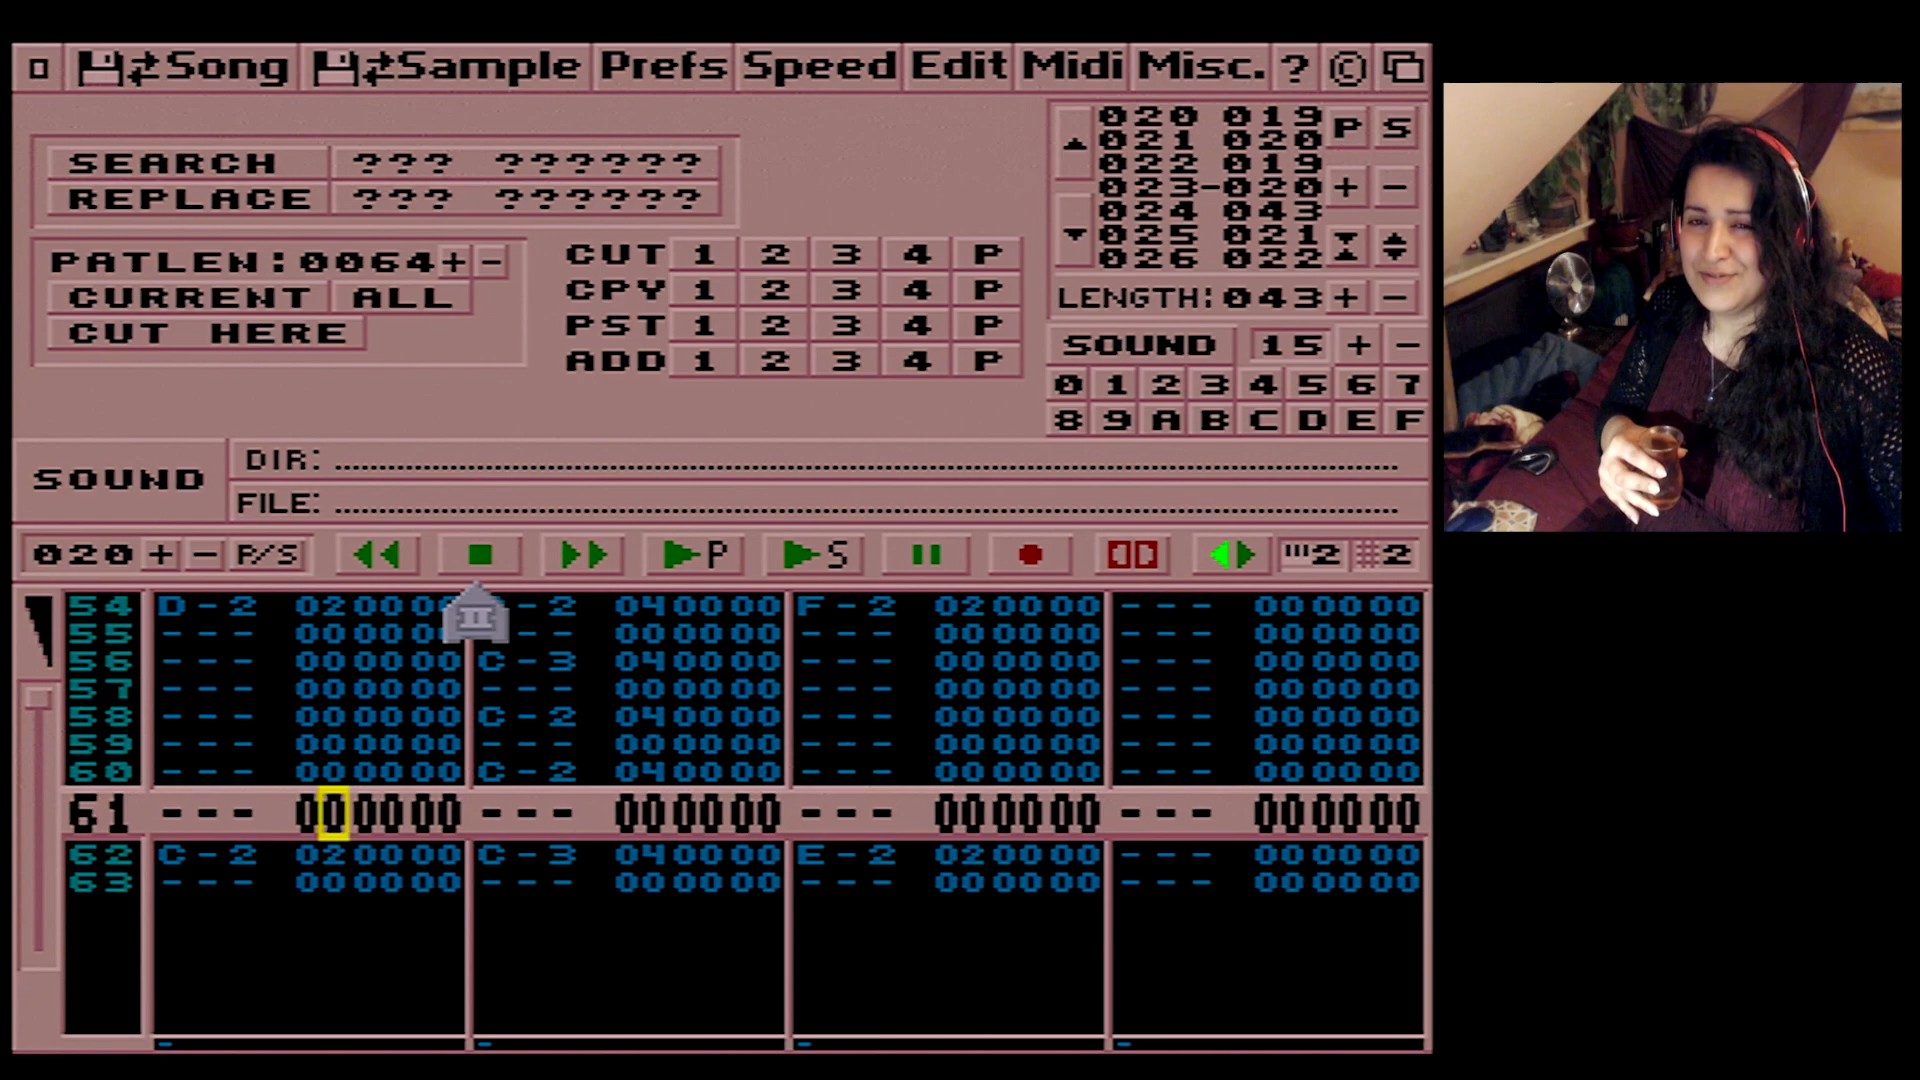 Song Sample Prefs Speed Edit Midi Misc. ? ©
SEARCH ??? ??????
REPLACE ??? ??????
PATLEN:0064+-
CURRENT ALL
CUT HERE
CUT 1 2 3 4 P
CPY 1 2 3 4 P
PST 1 2 3 4 P
ADD 1 2 3 4 P
020 019 P S
021 020
022 019
023-020 + -
024 043
025 021
026 022
LENGTH:043 + -
SOUND 15 + -
0 1 2 3 4 5 6 7
8 9 A B C D E F
SOUND
DIR:
FILE:
020 + - P/S P S 2 2
54 D-2 02000 -2 040000 F-2 020000 --- 000000
55 --- 00000 --- 000000 --- 000000 --- 000000
56 --- 000000 C-3 040000 --- 000000 --- 000000
57 --- 000000 --- 000000 --- 000000 --- 000000
58 --- 000000 C-2 040000 --- 000000 --- 000000
59 --- 000000 --- 000000 --- 000000 --- 000000
60 --- 000000 C-2 040000 --- 000000 --- 000000
61 --- 000000 --- 000000 --- 000000 --- 000000
62 C-2 020000 C-3 040000 E-2 020000 --- 000000
63 --- 000000 --- 000000 --- 000000 --- 000000